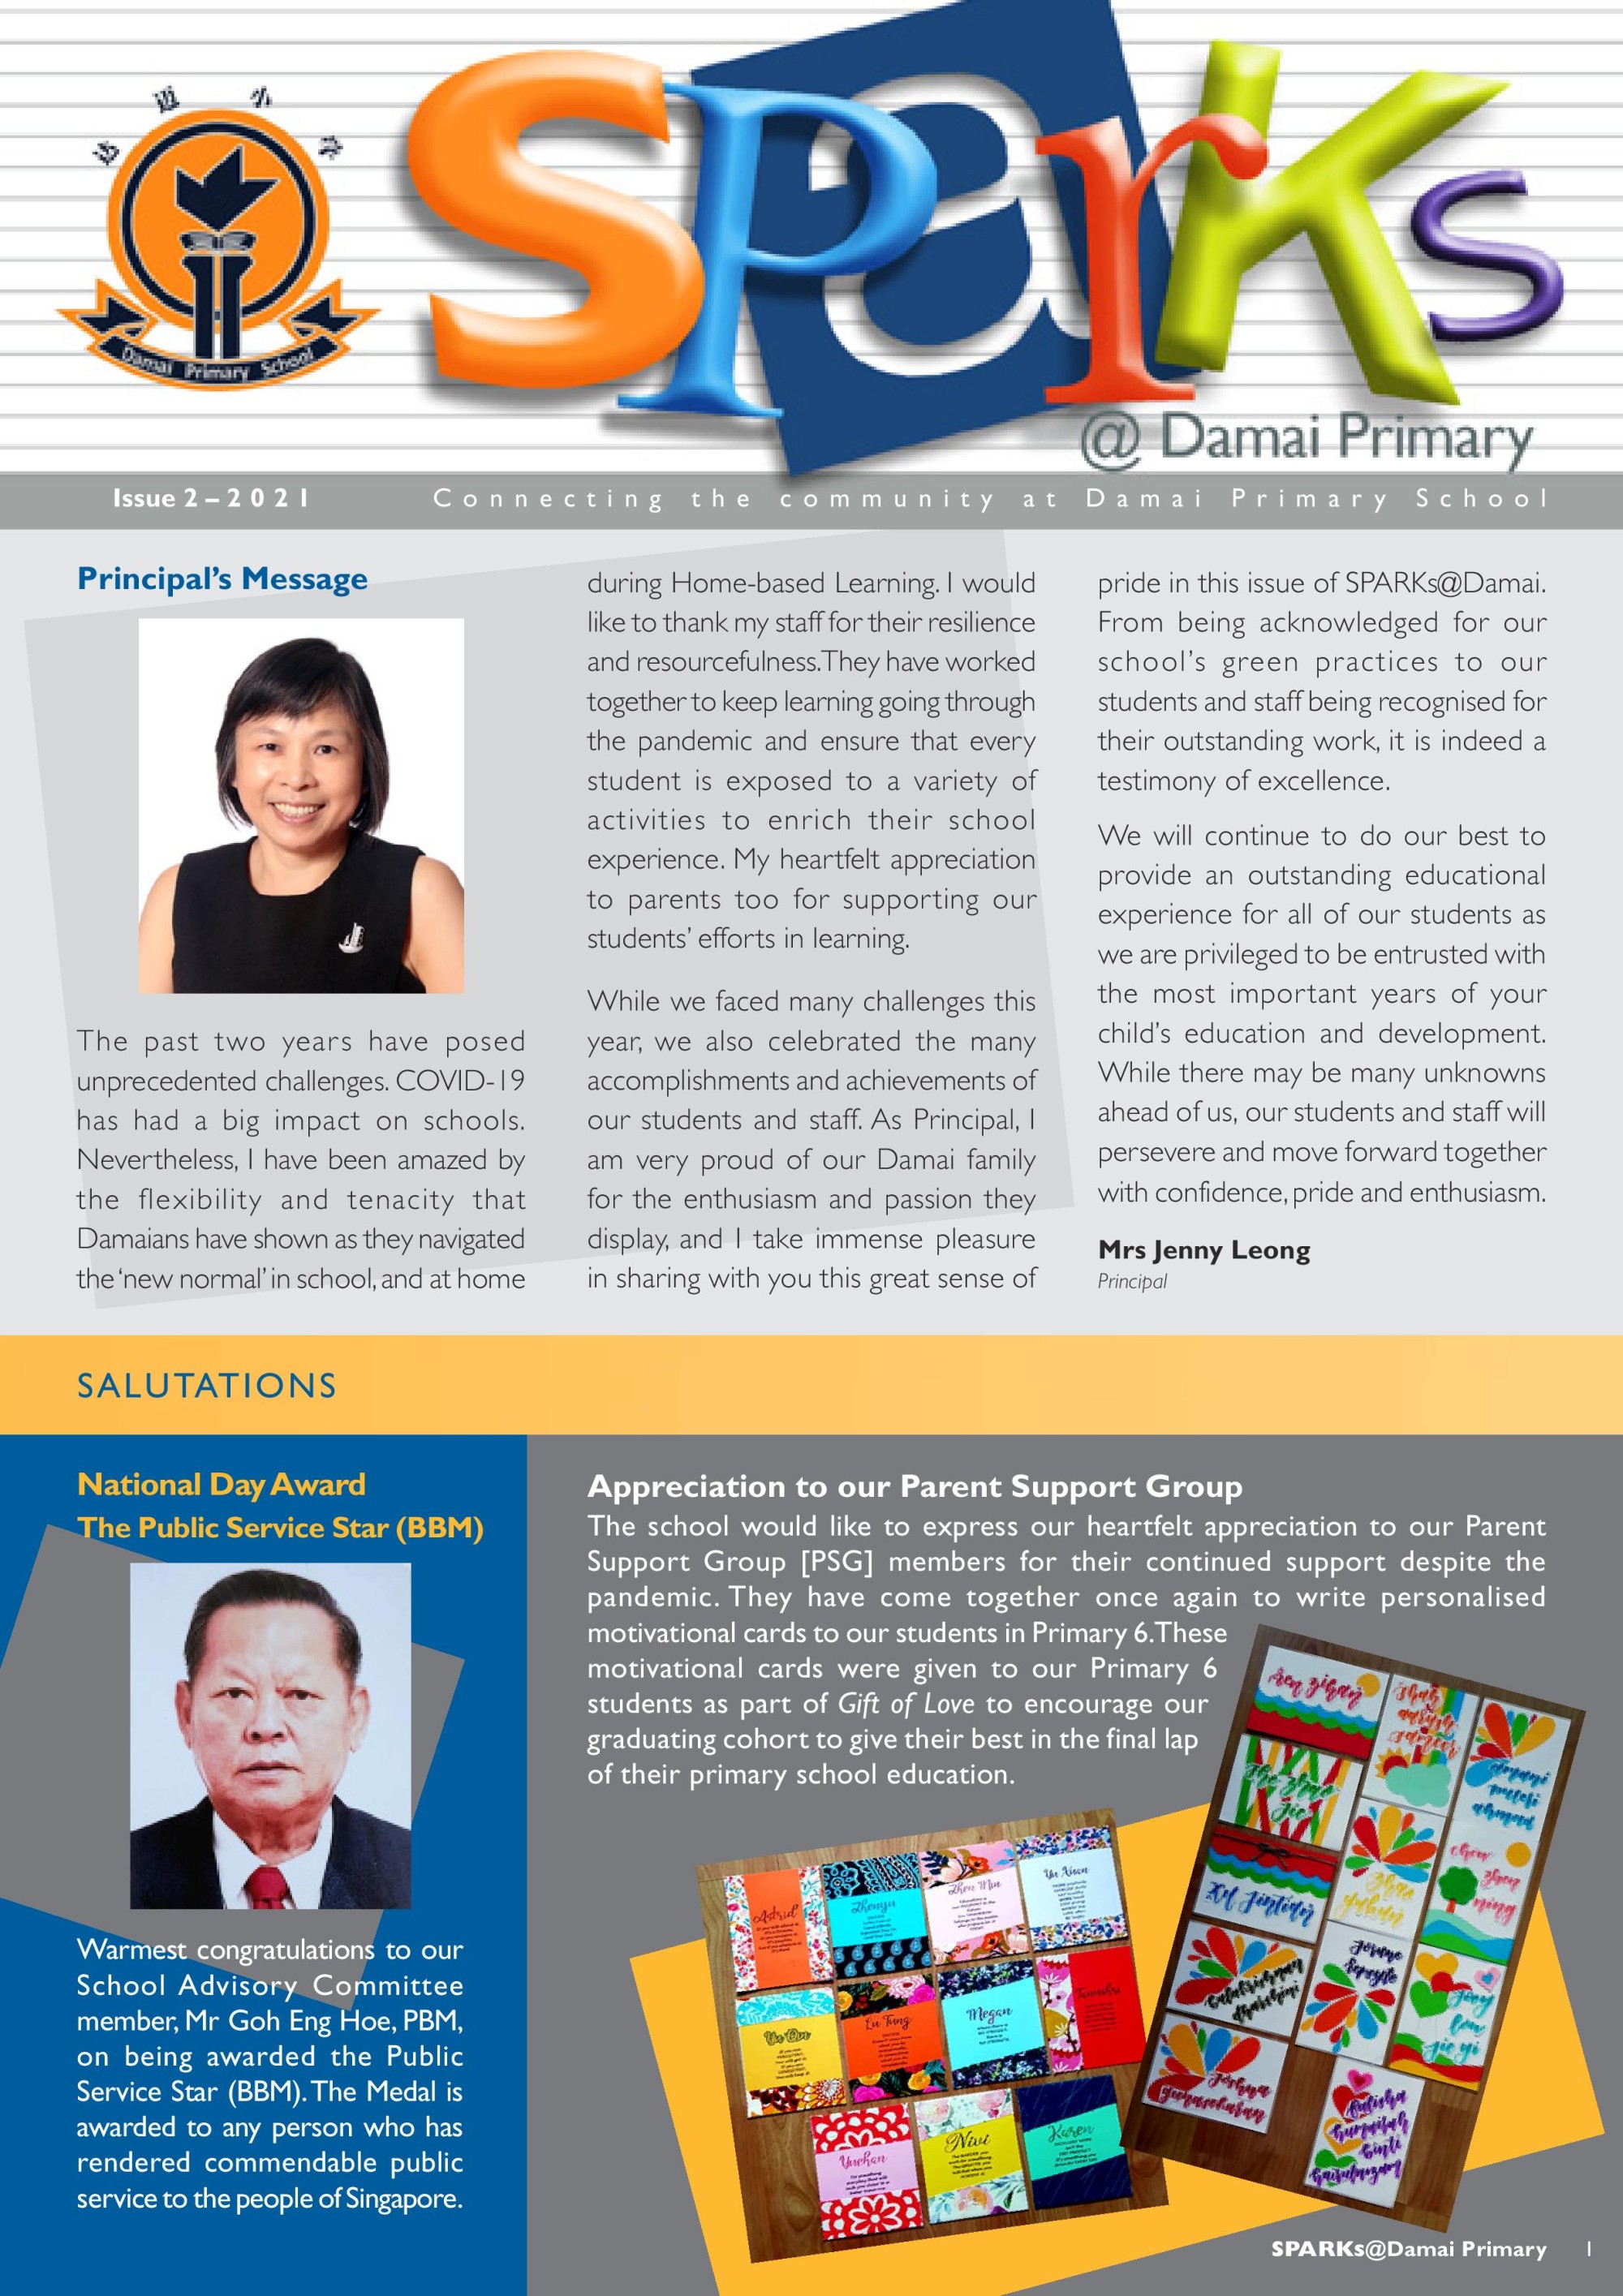 SParKs
@ Damai Primary
Damai Primary School
Issue 2 – 2021
Connecting the community at Damai Primary School
Principal's Message
The past two years have posed
unprecedented challenges. COVID-19
has had a big impact on schools.
Nevertheless, I have been amazed by
the flexibility and tenacity that
Damaians have shown as they navigated
the 'new normal' in school, and at home
during Home-based Learning. I would
like to thank my staff for their resilience
and resourcefulness. They have worked
together to keep learning going through
the pandemic and ensure that every
student is exposed to a variety of
activities to enrich their school
experience. My heartfelt appreciation
to parents too for supporting our
students' efforts in learning.
While we faced many challenges this
year, we also celebrated the many
accomplishments and achievements of
our students and staff. As Principal, I
am very proud of our Damai family
for the enthusiasm and passion they
display, and I take immense pleasure
in sharing with you this great sense of
pride in this issue of SPARKs@Damai.
From being acknowledged for our
school's green practices to our
students and staff being recognised for
their outstanding work, it is indeed a
testimony of excellence.
We will continue to do our best to
provide an outstanding educational
experience for all of our students as
we are privileged to be entrusted with
the most important years of your
child's education and development.
While there may be many unknowns
ahead of us, our students and staff will
persevere and move forward together
with confidence, pride and enthusiasm.
Mrs Jenny Leong
Principal
SALUTATIONS
National Day Award
The Public Service Star (BBM)
Warmest congratulations to our
School Advisory Committee
member, Mr Goh Eng Hoe, PBM,
on being awarded the Public
Service Star (BBM). The Medal is
awarded to any person who has
rendered commendable public
service to the people of Singapore.
Appreciation to our Parent Support Group
The school would like to express our heartfelt appreciation to our Parent
Support Group [PSG] members for their continued support despite the
pandemic. They have come together once again to write personalised
motivational cards to our students in Primary 6. These
motivational cards were given to our Primary 6
students as part of Gift of Love to encourage our
graduating cohort to give their best in the final lap
of their primary school education.
Astrid
Zhenyu
Zhen Min
Yu Xuan
Yu Qin
Lu Tong
Megan
Yuchen
Nivi
Karen
SPARKs@Damai Primary 1